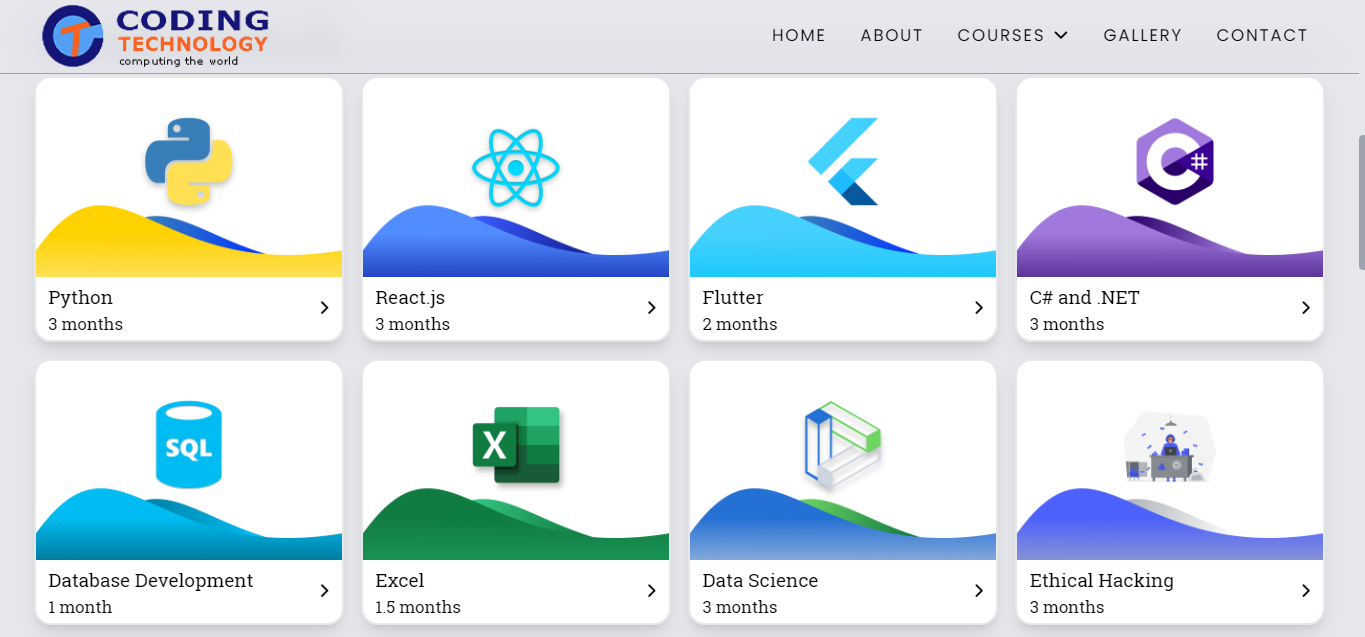 CODING
TECHNOLOGY
computing the world
HOME ABOUT COURSES GALLERY CONTACT
C#
Python
3 months
React.js
3 months
Flutter
2 months
C# and .NET
3 months
SQL
X
Database Development
1 month
Excel
1.5 months
Data Science
3 months
Ethical Hacking
3 months